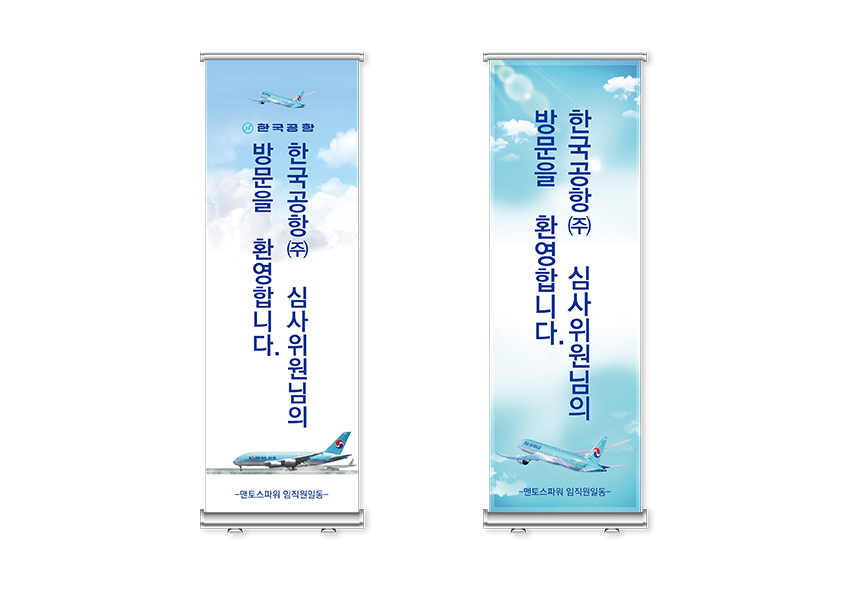 한국공항
한국공항㈜ 심사위원님의
방문을 환영합니다.
KOREAN AIR
-맨토스파워 임직원일동-
한국공항㈜ 심사위원님의
방문을 환영합니다.
-맨토스파워 임직원일동-